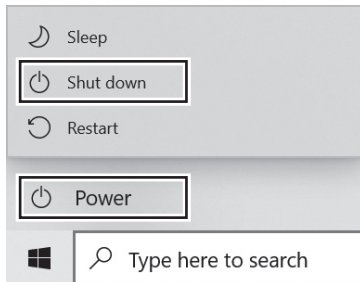 Sleep
Shut down
Restart
Power
Type here to search